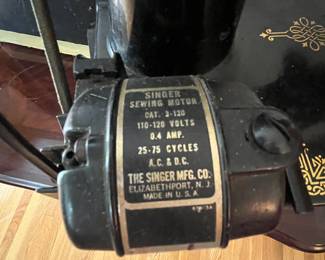 SINGER
SEWING MOTOR
CAT. 3-120
110-120 VOLTS
0.4 AMP.
25-75 CYCLES
A.C. & D.C.
THE SINGER MFG. CO.
ELIZABETHPORT, N. J.
MADE IN U. S. A.